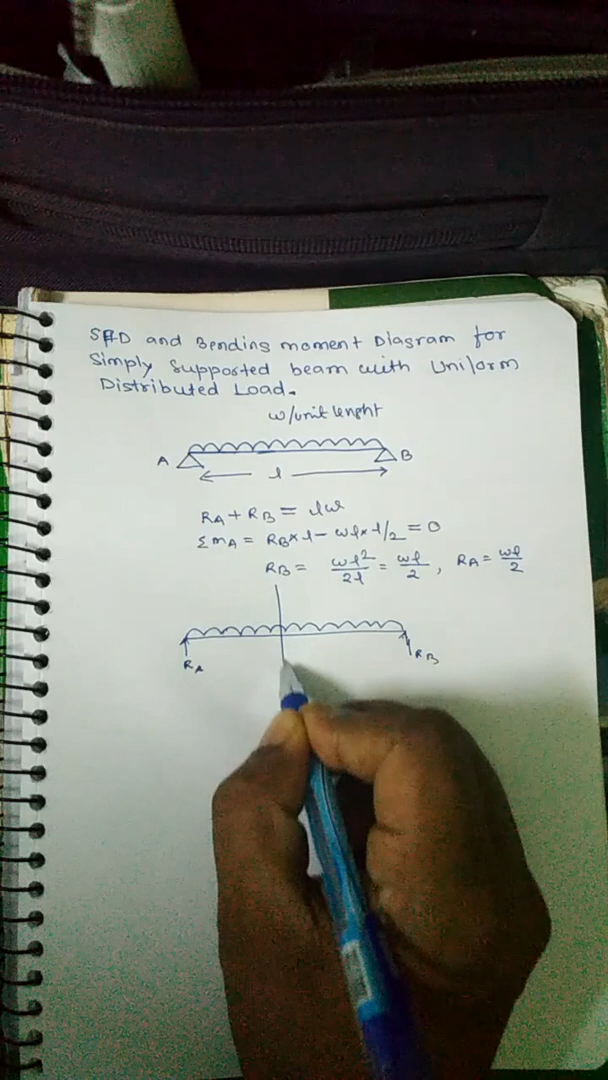 SFD and Bending moment Diagram for
Simply Supported beam with Uniform
Distributed Load.
w/unit lenght
A B
l
RA + RB = lw
ΣmA = RB×l - wl×l/2 = 0
RB = wl²/2l = wl/2, RA = wl/2
RA RB